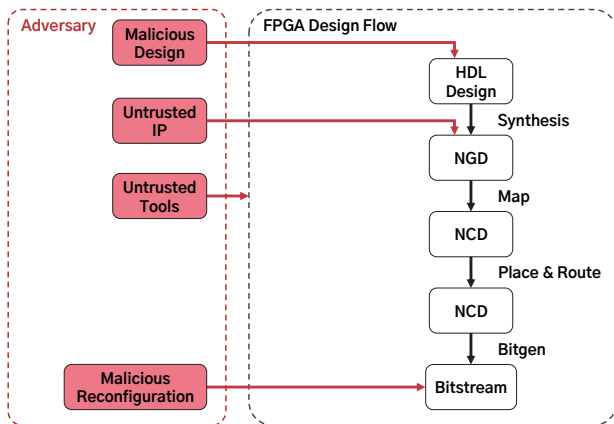 Adversary
Malicious
Design
Untrusted
IP
Untrusted
Tools
Malicious
Reconfiguration
FPGA Design Flow
HDL
Design
Synthesis
NGD
Map
NCD
Place & Route
NCD
Bitgen
Bitstream